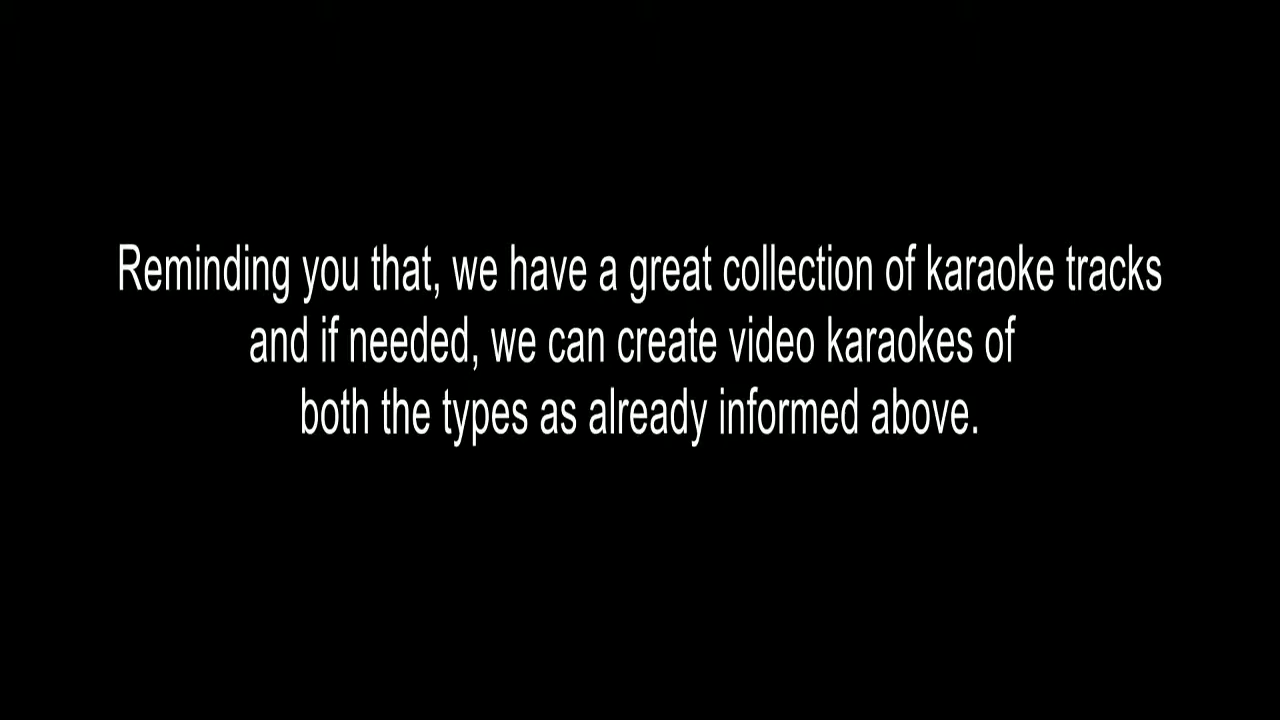 Reminding you that, we have a great collection of karaoke tracks
and if needed, we can create video karaokes of
both the types as already informed above.